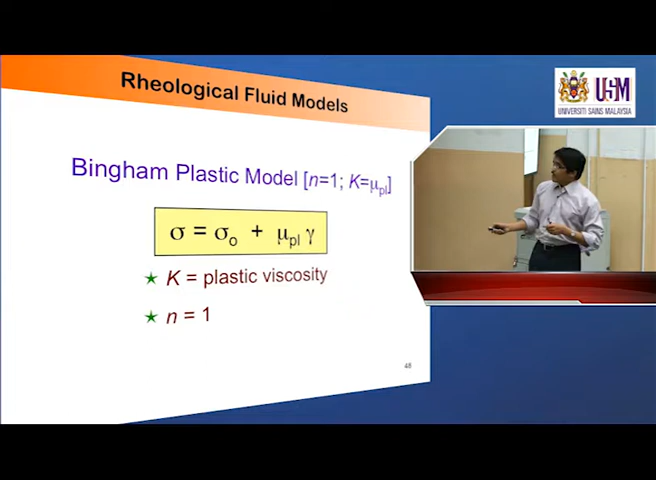 Rheological Fluid Models
USM
UNIVERSITI SAINS MALAYSIA
Bingham Plastic Model [n=1; K=μpl]
σ = σo + μpl γ
★ K = plastic viscosity
★ n = 1
48